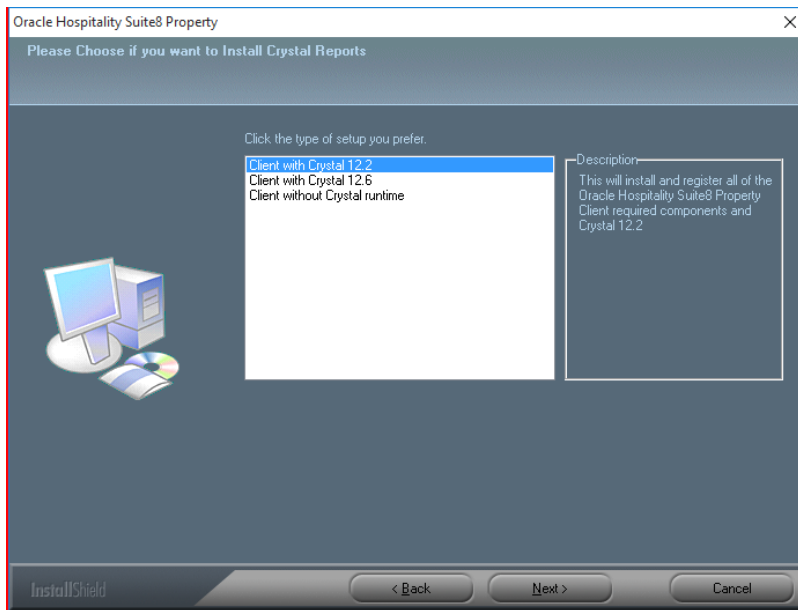 Oracle Hospitality Suite8 Property
Please Choose if you want to Install Crystal Reports
Click the type of setup you prefer.
Client with Crystal 12.2
Client with Crystal 12.6
Client without Crystal runtime
Description
This will install and register all of the
Oracle Hospitality Suite8 Property
Client required components and
Crystal 12.2
InstallShield
< Back
Next >
Cancel